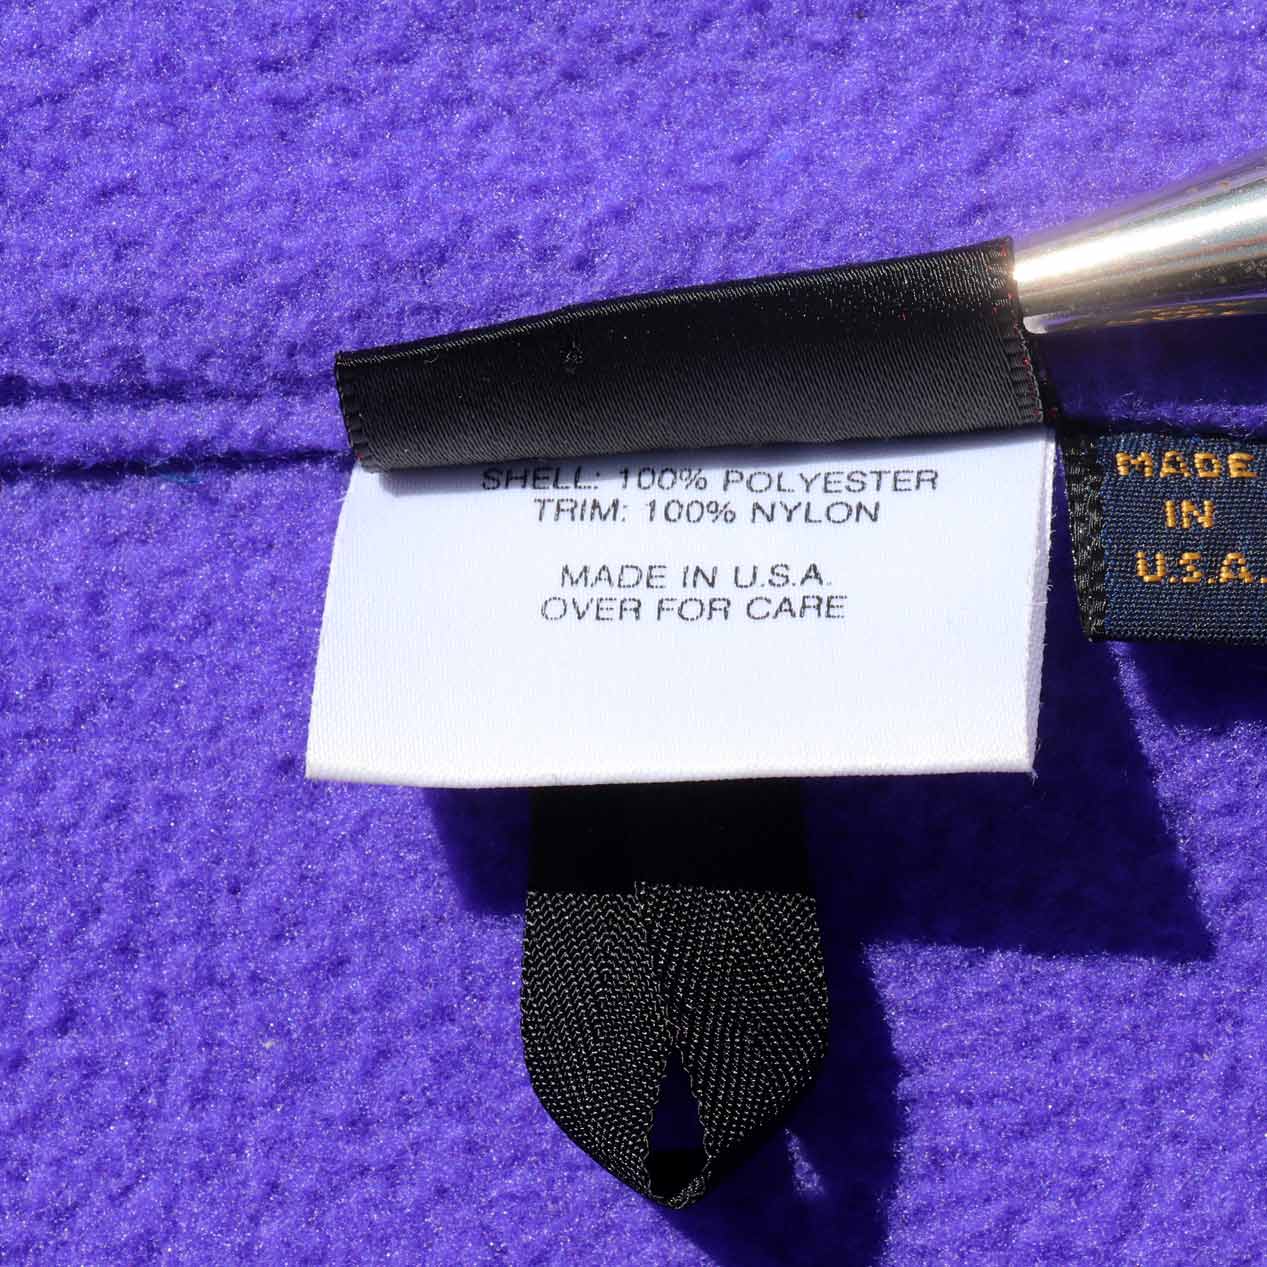 SHELL: 100% POLYESTER
TRIM: 100% NYLON
MADE IN U.S.A.
OVER FOR CARE
MADE
IN
U.S.A.